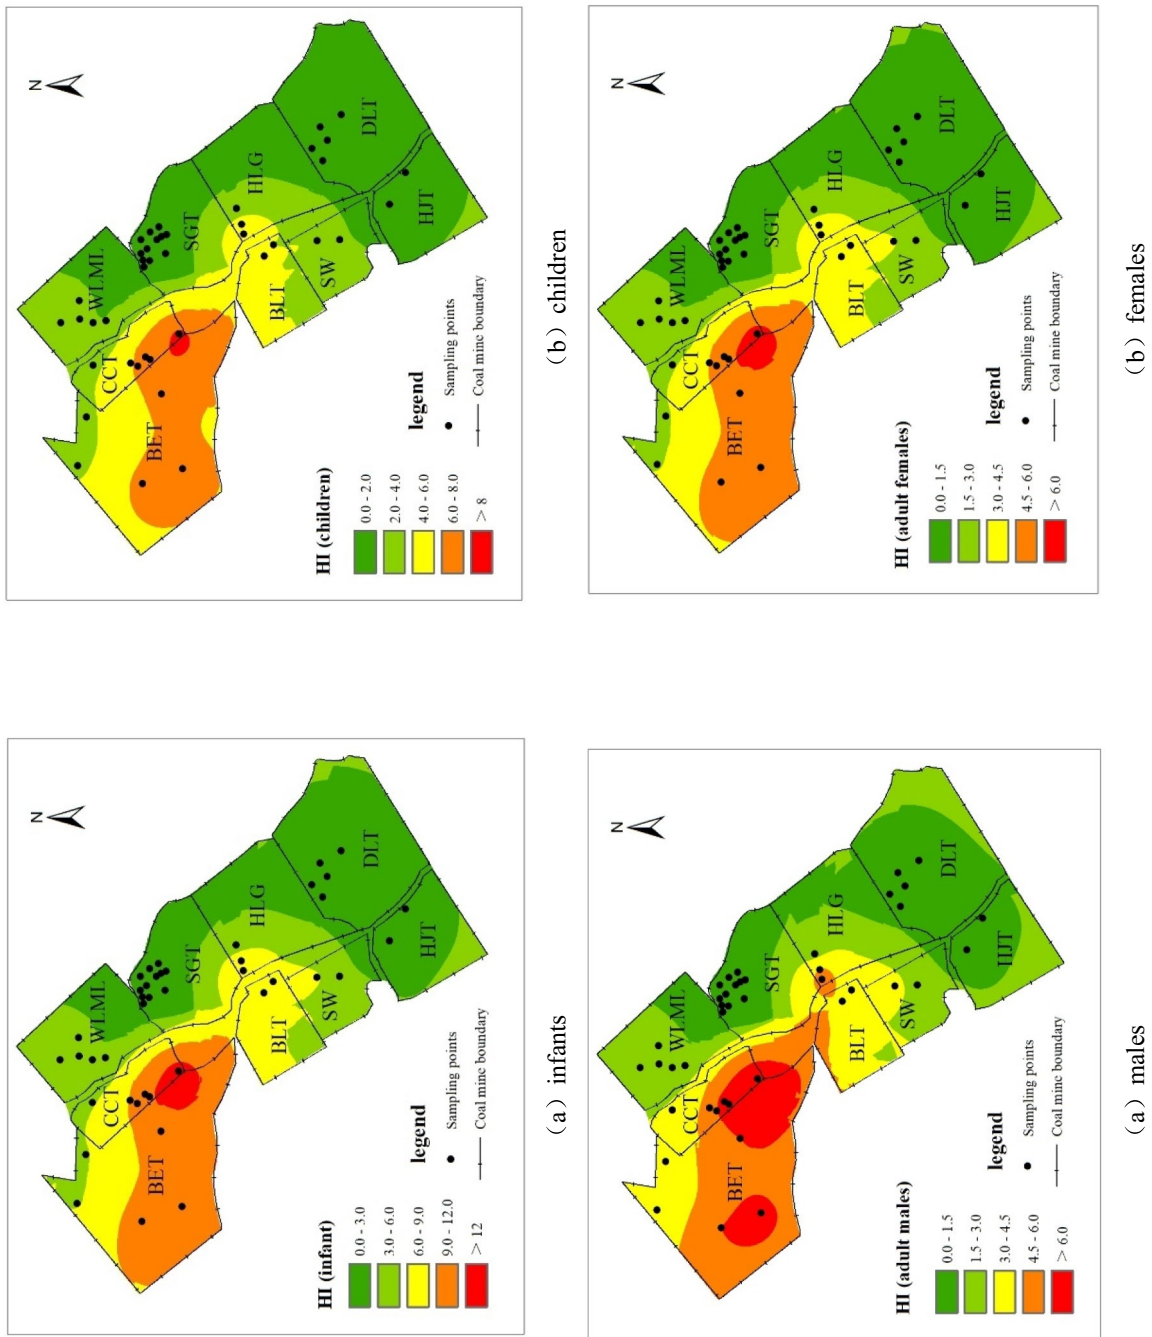 N
WLML
CCT
BET
SGT
HLG
BLT
SW
DLT
HJT
HI (infant)
0.0 - 3.0
3.0 - 6.0
6.0 - 9.0
9.0 - 12.0
> 12
legend
Sampling points
Coal mine boundary
(a) infants
N
WLML
CCT
BET
SGT
HLG
BLT
SW
DLT
HJT
HI (children)
0.0 - 2.0
2.0 - 4.0
4.0 - 6.0
6.0 - 8.0
> 8
legend
Sampling points
Coal mine boundary
(b) children
N
WLML
CCT
BET
SGT
HLG
BLT
SW
DLT
HJT
HI (adult males)
0.0 - 1.5
1.5 - 3.0
3.0 - 4.5
4.5 - 6.0
> 6.0
legend
Sampling points
Coal mine boundary
(a) males
N
WLML
CCT
BET
SGT
HLG
BLT
SW
DLT
HJT
HI (adult females)
0.0 - 1.5
1.5 - 3.0
3.0 - 4.5
4.5 - 6.0
> 6.0
legend
Sampling points
Coal mine boundary
(b) females